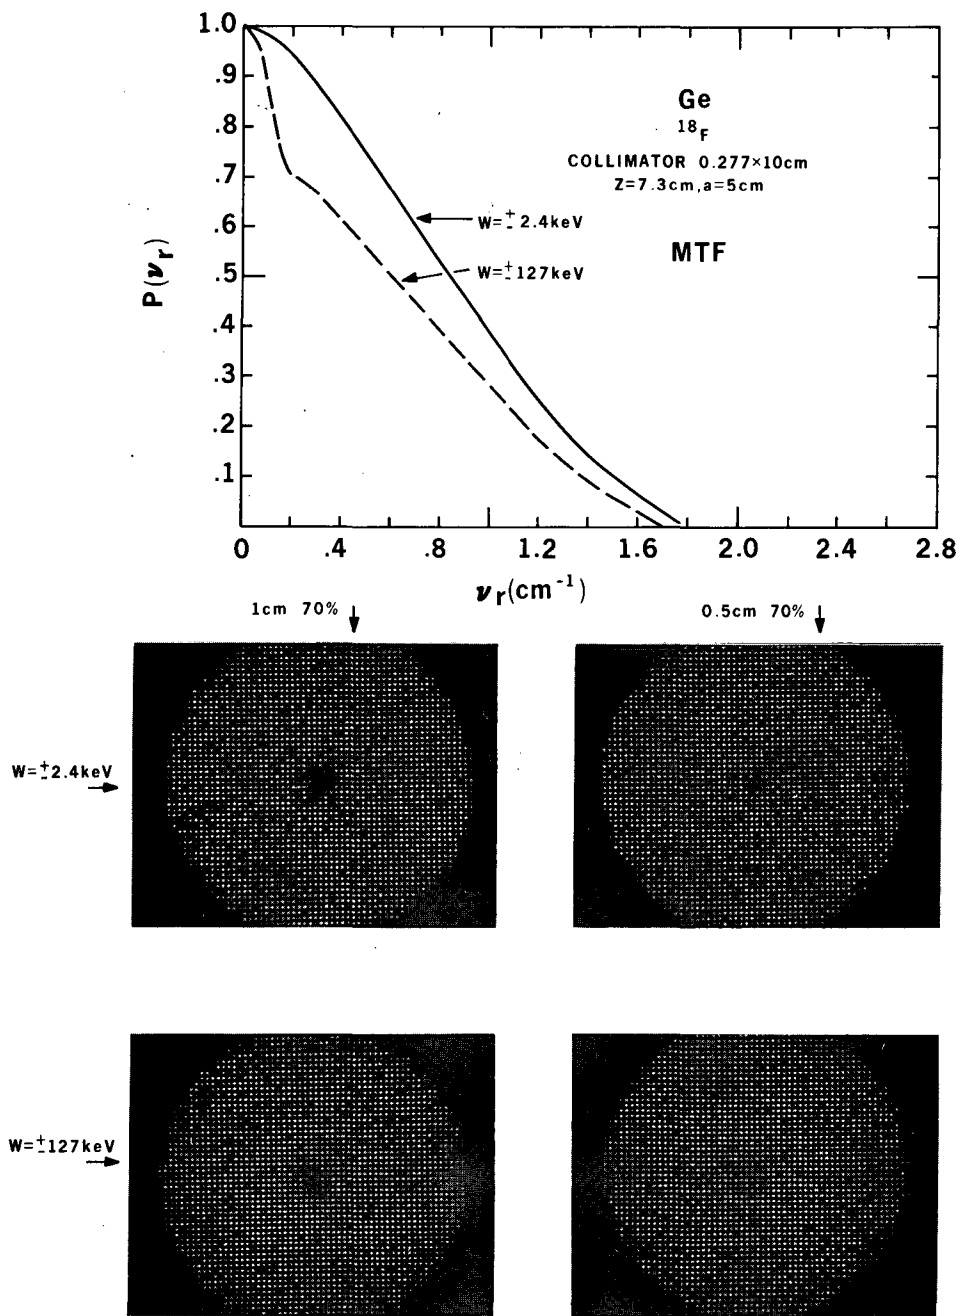 1.0
.9
.8
.7
.6
.5
.4
.3
.2
.1
P(νr)
Ge
18F
COLLIMATOR 0.277×10cm
Z=7.3cm,a=5cm
W=±2.4keV
MTF
W=±127keV
0 .4 .8 1.2 1.6 2.0 2.4 2.8
νr(cm-1)
1cm 70%
0.5cm 70%
W=±2.4keV
W=±127keV